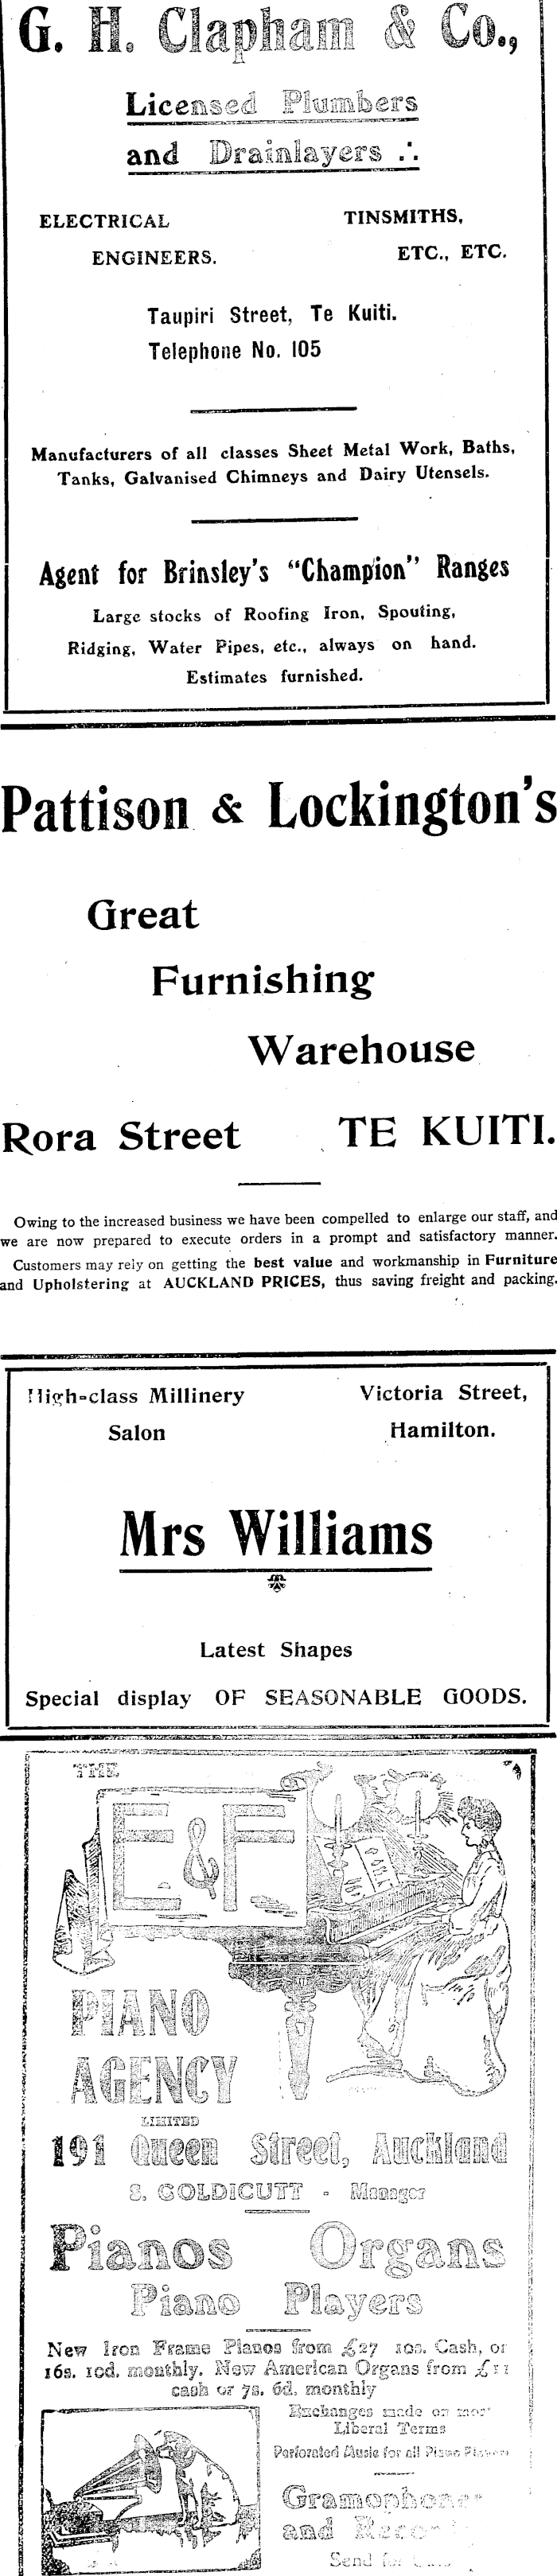 G. H. Clapham & Co.,
Licensed Plumbers
and Drainlayers .·.
ELECTRICAL
ENGINEERS.
TINSMITHS,
ETC., ETC.
Taupiri Street, Te Kuiti.
Telephone No. 105
Manufacturers of all classes Sheet Metal Work, Baths,
Tanks, Galvanised Chimneys and Dairy Utensels.
Agent for Brinsley's "Champion" Ranges
Large stocks of Roofing Iron, Spouting,
Ridging, Water Pipes, etc., always on hand.
Estimates furnished.
Pattison & Lockington's
Great
Furnishing
Warehouse
Rora Street TE KUITI.
Owing to the increased business we have been compelled to enlarge our staff, and
we are now prepared to execute orders in a prompt and satisfactory manner.
Customers may rely on getting the best value and workmanship in Furniture
and Upholstering at AUCKLAND PRICES, thus saving freight and packing.
High-class Millinery
Salon
Victoria Street,
Hamilton.
Mrs Williams
Latest Shapes
Special display OF SEASONABLE GOODS.
THE
E & F
PIANO
AGENCY
LIMITED
191 Queen Street, Auckland
S. COLDICUTT - Manager
Pianos Organs
Piano Players
New Iron Frame Pianos from £27 10s. Cash, or
16s. 10d. monthly. New American Organs from £11
cash or 7s. 6d. monthly
Exchanges made on most
Liberal Terms
Perforated Music for all Piano Players
Gramophones
and
Send for